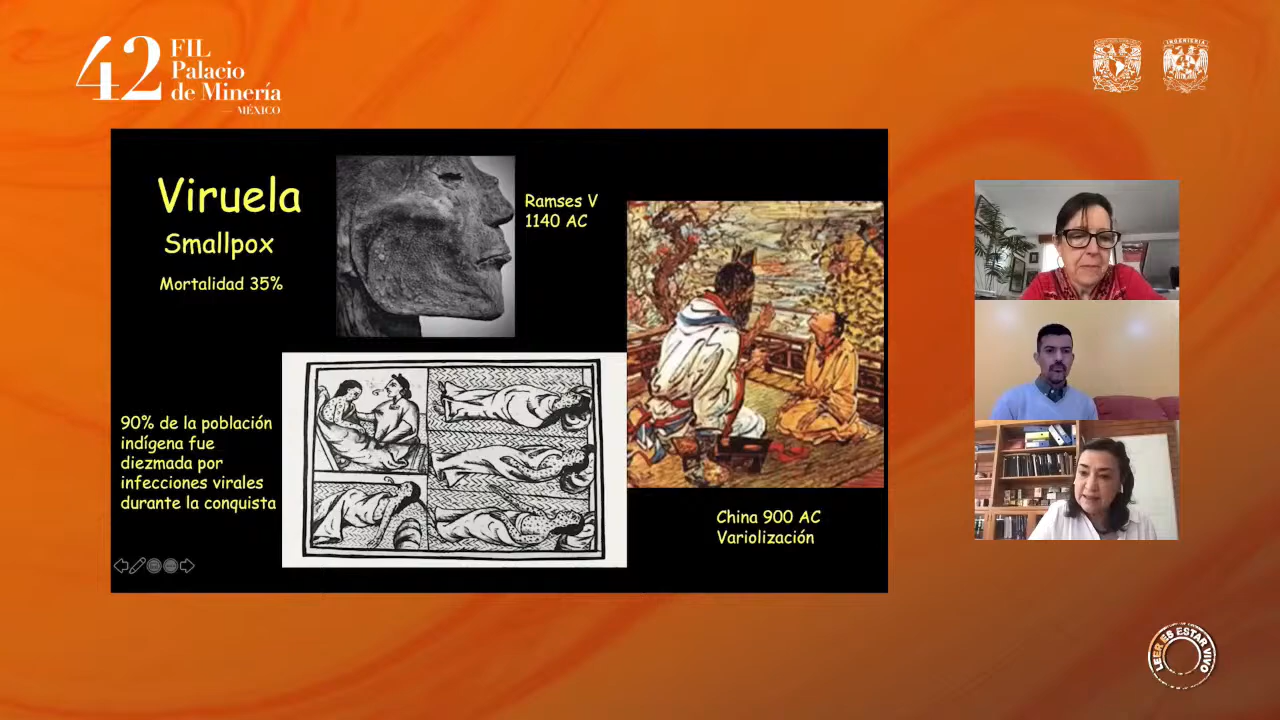 42
FIL
Palacio
de Minería
MÉXICO
INGENIERIA
Viruela
Smallpox
Mortalidad 35%
Ramses V
1140 AC
90% de la población
indígena fue
diezmada por
infecciones virales
durante la conquista
China 900 AC
Variolización
LEER ES ESTAR VIVO